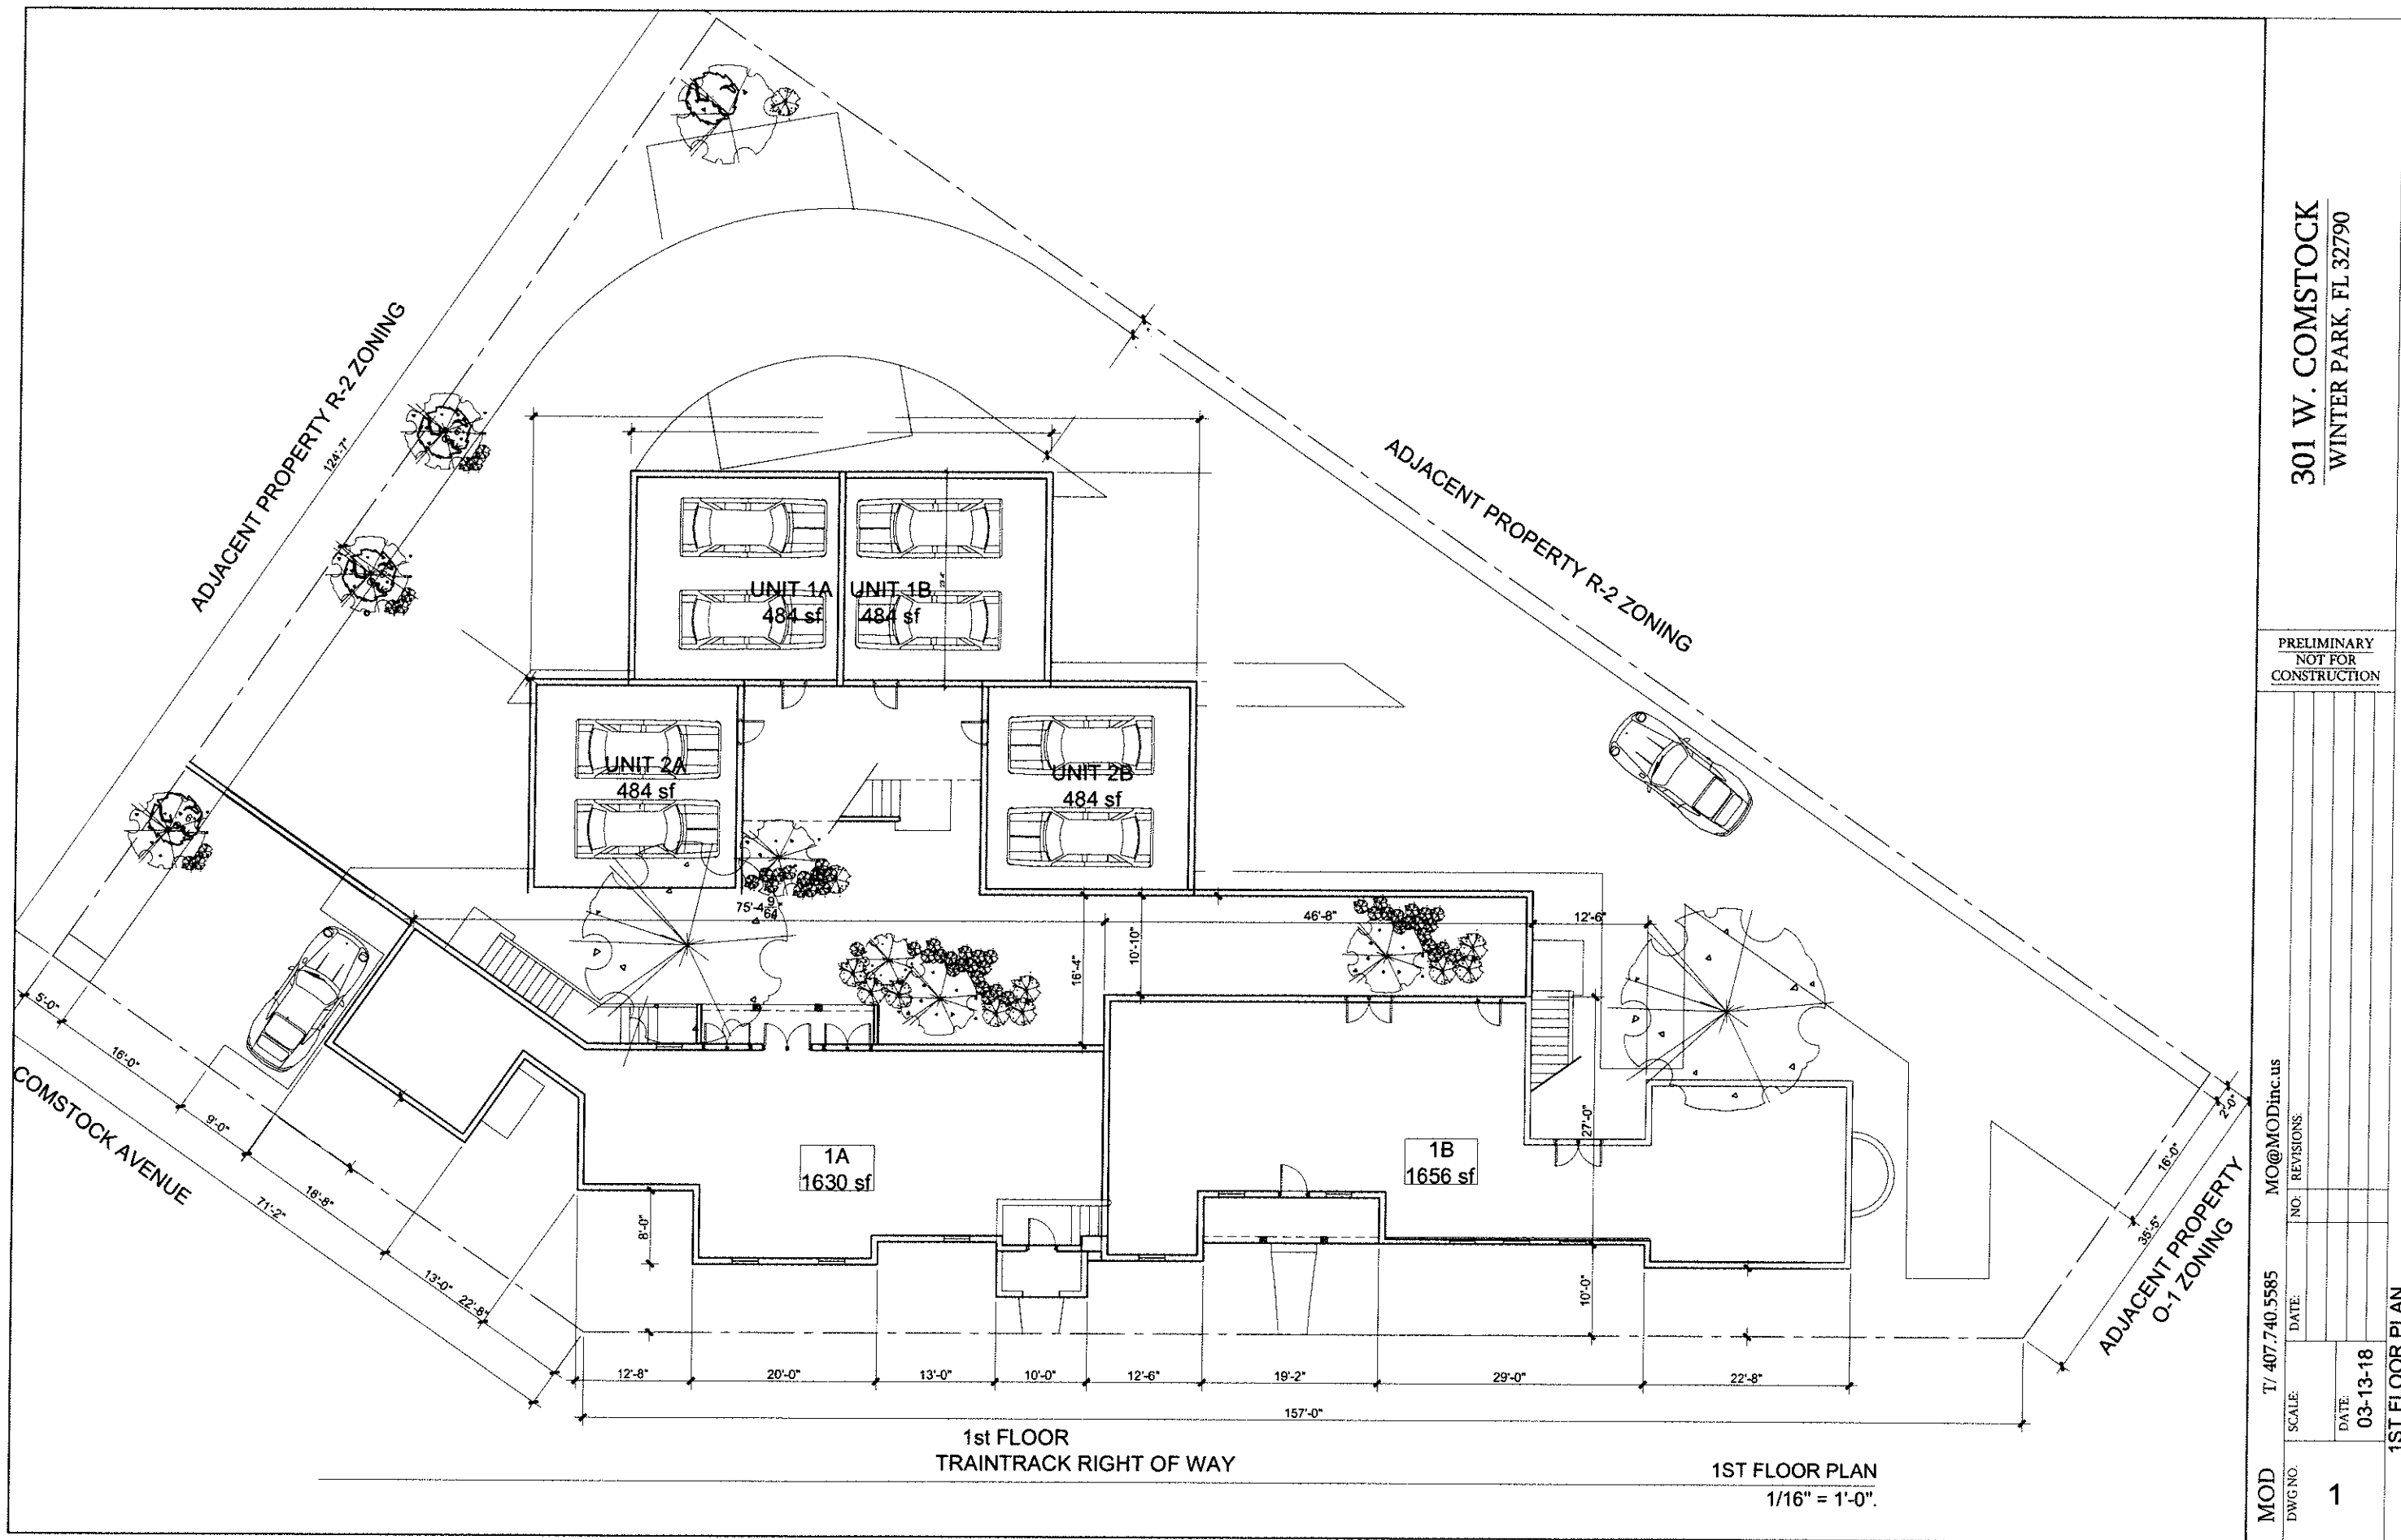 ADJACENT PROPERTY R-2 ZONING
124'-7"
ADJACENT PROPERTY R-2 ZONING
UNIT 1A
484 sf
UNIT 1B
484 sf
UNIT 2A
484 sf
UNIT 2B
484 sf
75'-4 9/64
46'-8"
12'-6"
16'-4"
10'-10"
27'-0"
5'-0"
16'-0"
9'-0"
18'-8"
71'-2"
13'-0"
22'-8"
COMSTOCK AVENUE
1A
1630 sf
1B
1656 sf
8'-0"
10'-0"
2'-0"
16'-0"
35'-5"
ADJACENT PROPERTY
O-1 ZONING
12'-8"
20'-0"
13'-0"
10'-0"
12'-6"
19'-2"
29'-0"
22'-8"
157'-0"
1st FLOOR
TRAINTRACK RIGHT OF WAY
1ST FLOOR PLAN
1/16" = 1'-0".
301 W. COMSTOCK
WINTER PARK, FL 32790
PRELIMINARY
NOT FOR
CONSTRUCTION
MOD T/ 407.740.5585 MO@MODinc.us
NO: REVISIONS: DATE:
SCALE:
DATE:
03-13-18
DWG NO.
1
1ST FLOOR PLAN